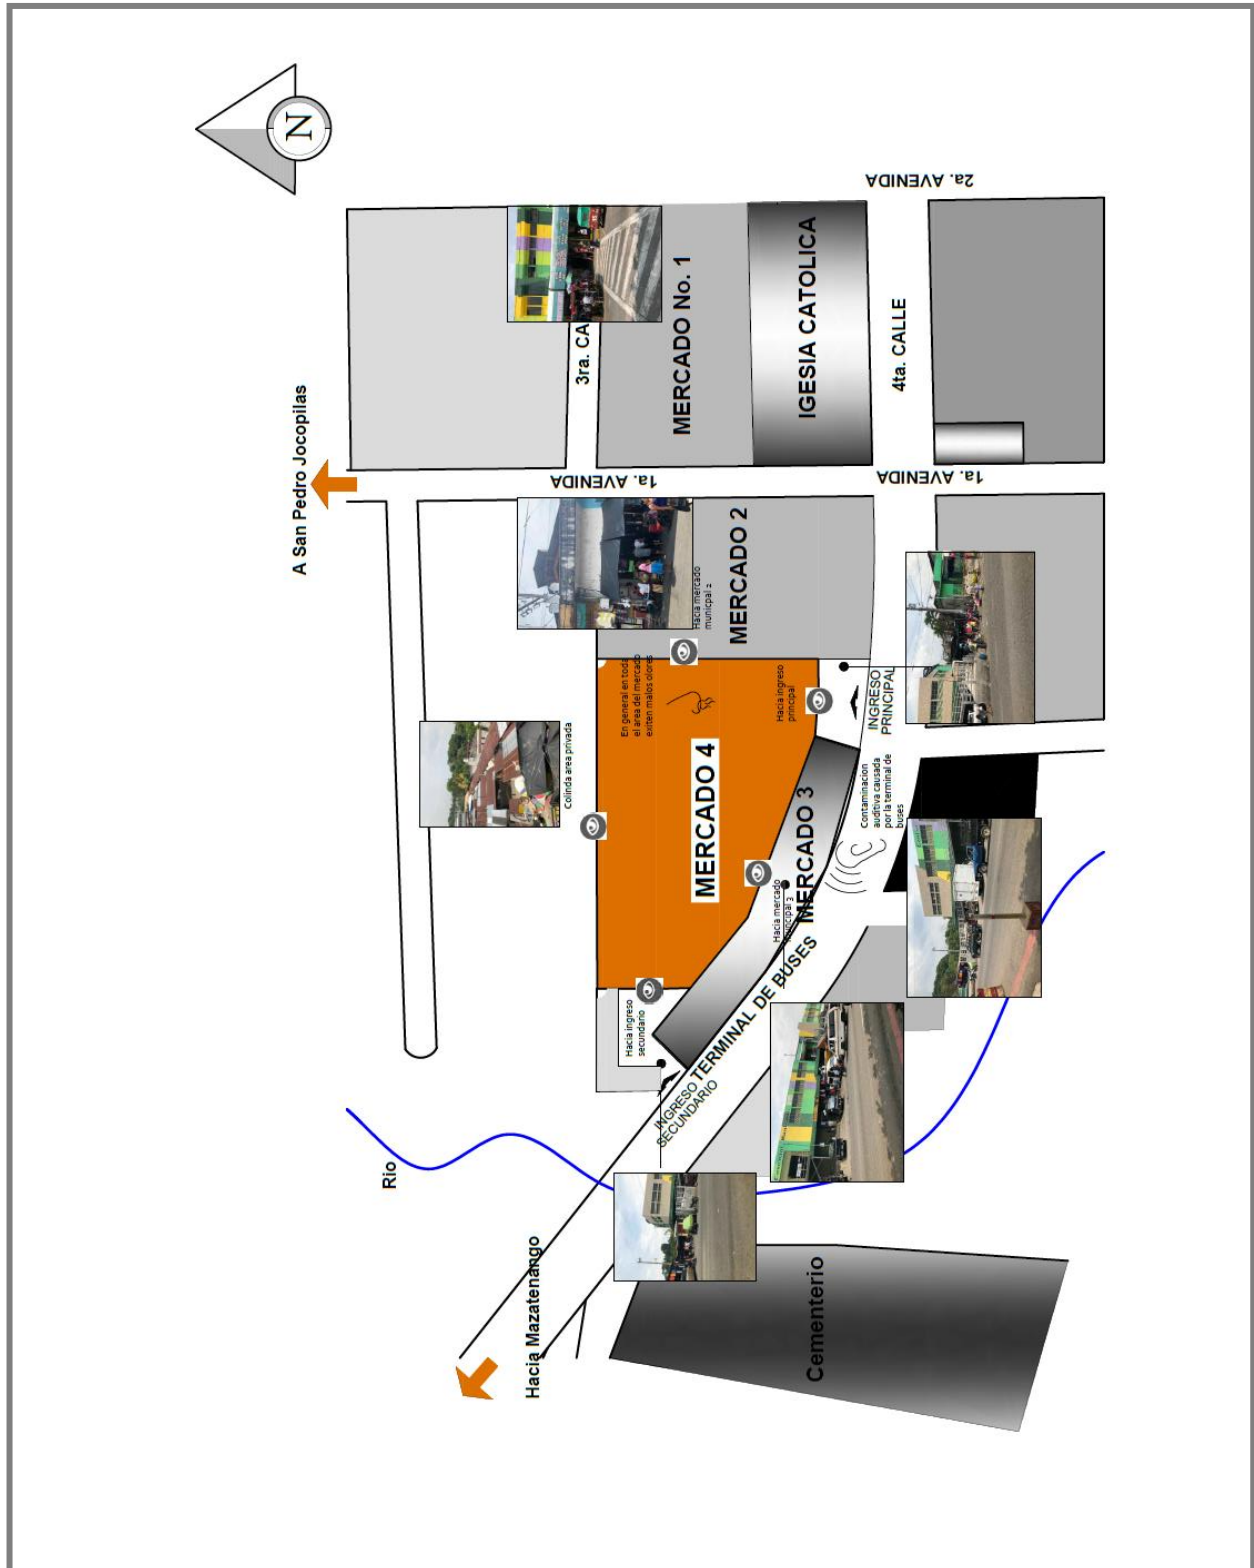 N
2a. AVENIDA
3ra. CA
MERCADO No. 1
IGESIA CATOLICA
4ta. CALLE
A San Pedro Jocopilas
1a. AVENIDA
1a. AVENIDA
MERCADO 2
Hacia mercado
municpal 2
En general en toda
el area del mercado
exiten malos olores
Hacia ingreso
principal
INGRESO
PRINCIPAL
Colinda area privada
MERCADO 4
MERCADO 3
Contaminacion
auditiva causada
por la terminal de
buses
Hacia mercado
municipal 3
Hacia ingreso
secundario
TERMINAL DE BUSES
INGRESO
SECUNDARIO
Rio
Hacia Mazatenango
Cementerio